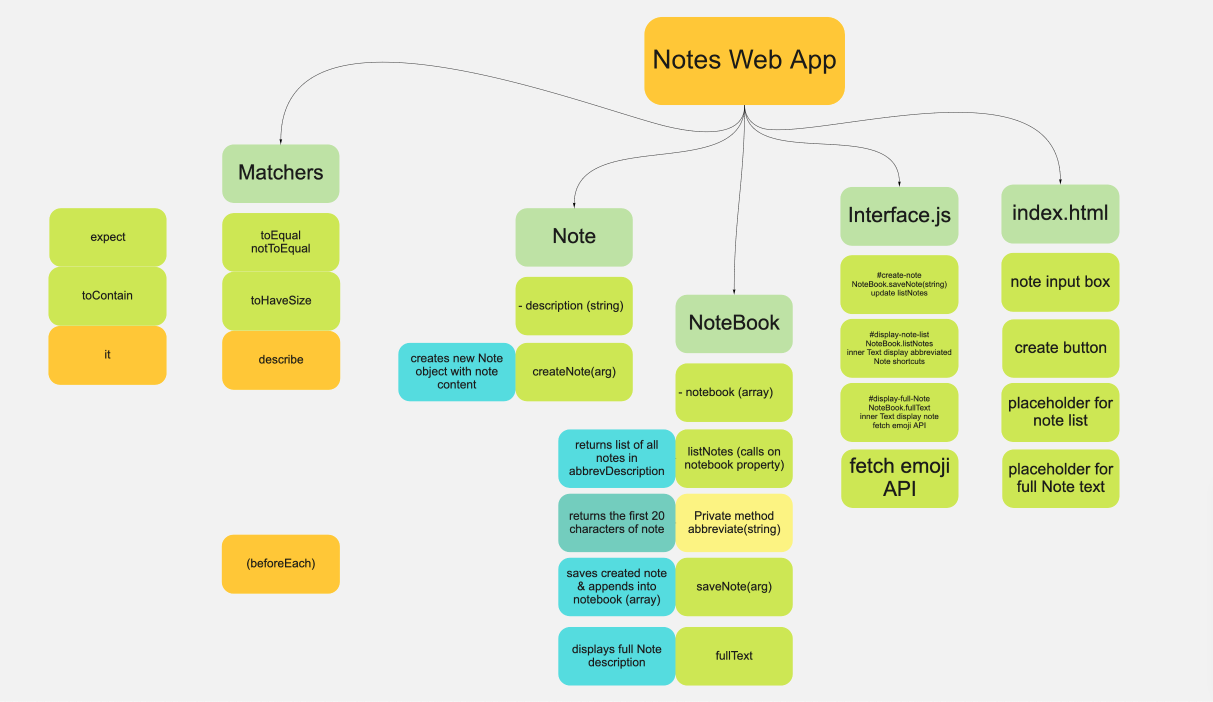 Notes Web App
Matchers
expect
toEqual
notToEqual
toContain
toHaveSize
it
describe
(beforeEach)
Note
- description (string)
creates new Note
object with note
content
createNote(arg)
NoteBook
- notebook (array)
returns list of all
notes in
abbrevDescription
listNotes (calls on
notebook property)
returns the first 20
characters of note
Private method
abbreviate(string)
saves created note
& appends into
notebook (array)
saveNote(arg)
displays full Note
description
fullText
Interface.js
#create-note
NoteBook.saveNote(string)
update listNotes
#display-note-list
NoteBook.listNotes
inner Text display abbreviated
Note shortcuts
#display-full-Note
NoteBook.fullText
inner Text display note
fetch emoji API
fetch emoji
API
index.html
note input box
create button
placeholder for
note list
placeholder for
full Note text